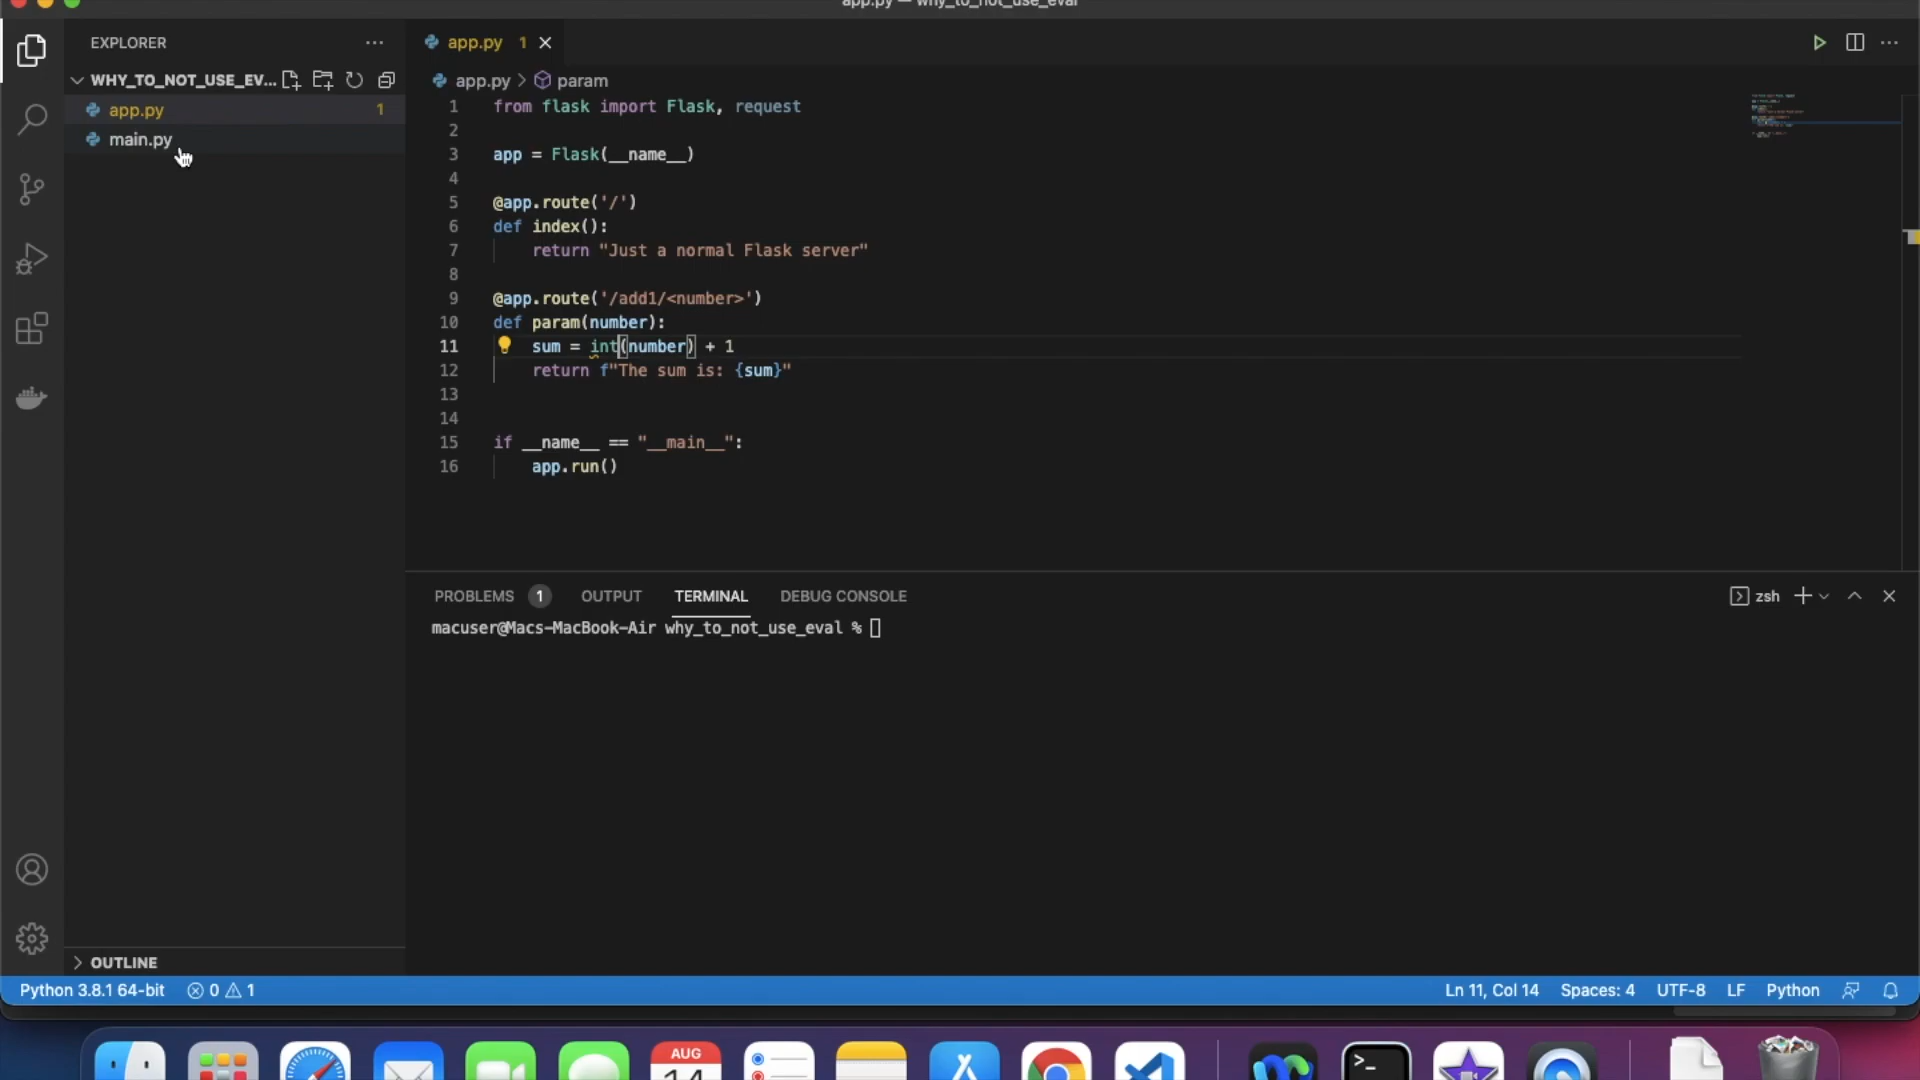 app.py — why_to_not_use_eval
EXPLORER
WHY_TO_NOT_USE_EV...
app.py 1
main.py
OUTLINE
app.py 1
app.py > param
1 from flask import Flask, request
2
3 app = Flask(__name__)
4
5 @app.route('/')
6 def index():
7 return "Just a normal Flask server"
8
9 @app.route('/add1/<number>')
10 def param(number):
11 sum = int(number) + 1
12 return f"The sum is: {sum}"
13
14
15 if __name__ == "__main__":
16 app.run()
PROBLEMS 1 OUTPUT TERMINAL DEBUG CONSOLE
zsh
macuser@Macs-MacBook-Air why_to_not_use_eval %
Python 3.8.1 64-bit 0 1
Ln 11, Col 14 Spaces: 4 UTF-8 LF Python
AUG
14
>_